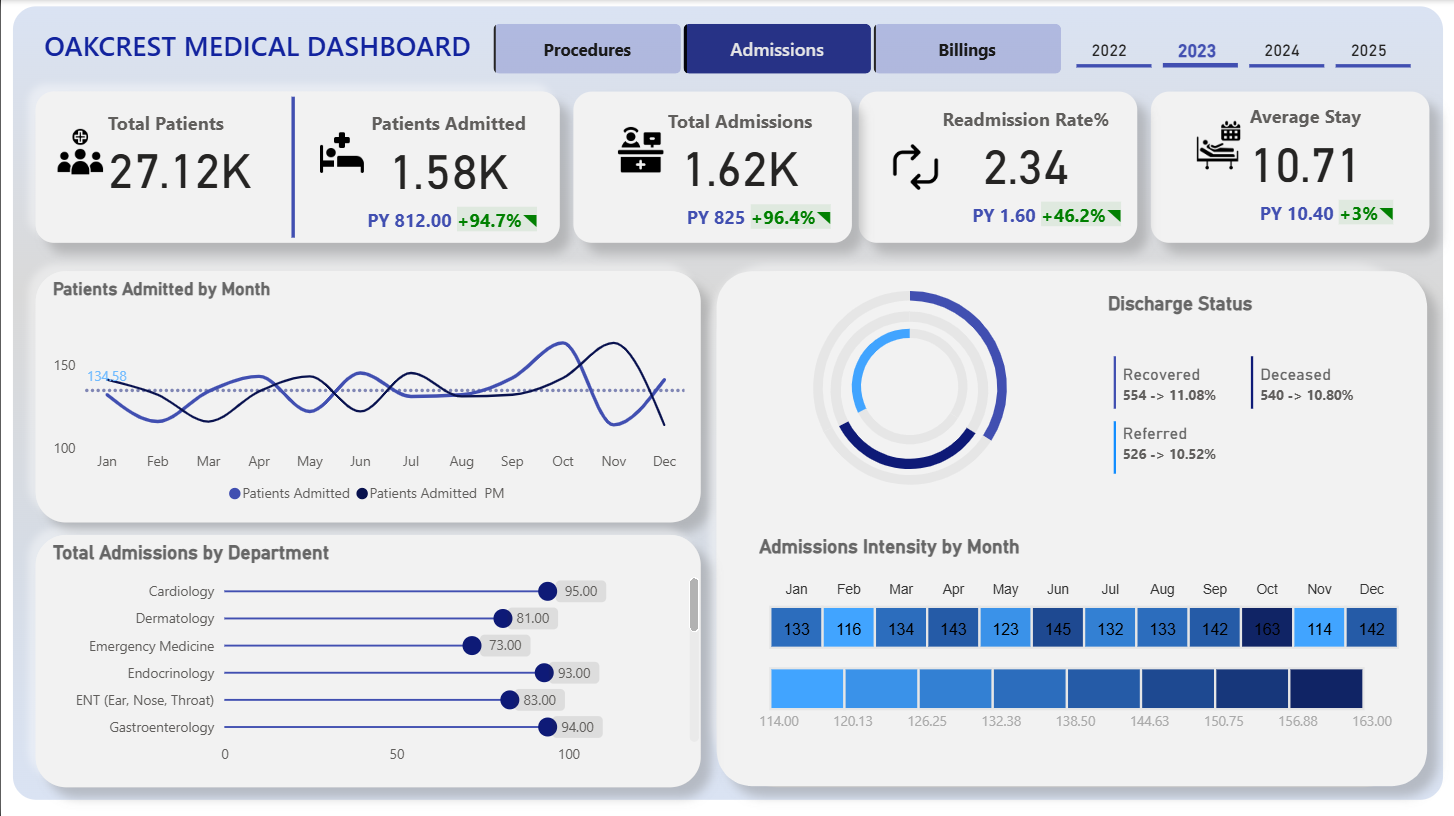 OAKCREST MEDICAL DASHBOARD
Procedures
Admissions
Billings
2022
2023
2024
2025
Total Patients
27.12K
Patients Admitted
1.58K
PY 812.00 +94.7%
Total Admissions
1.62K
PY 825 +96.4%
Readmission Rate%
2.34
PY 1.60 +46.2%
Average Stay
10.71
PY 10.40 +3%
Patients Admitted by Month
150
134.58
100
Jan Feb Mar Apr May Jun Jul Aug Sep Oct Nov Dec
Patients Admitted Patients Admitted PM
Total Admissions by Department
Cardiology 95.00
Dermatology 81.00
Emergency Medicine 73.00
Endocrinology 93.00
ENT (Ear, Nose, Throat) 83.00
Gastroenterology 94.00
0 50 100
Discharge Status
Recovered
554 -> 11.08%
Deceased
540 -> 10.80%
Referred
526 -> 10.52%
Admissions Intensity by Month
Jan Feb Mar Apr May Jun Jul Aug Sep Oct Nov Dec
133 116 134 143 123 145 132 133 142 163 114 142
114.00 120.13 126.25 132.38 138.50 144.63 150.75 156.88 163.00